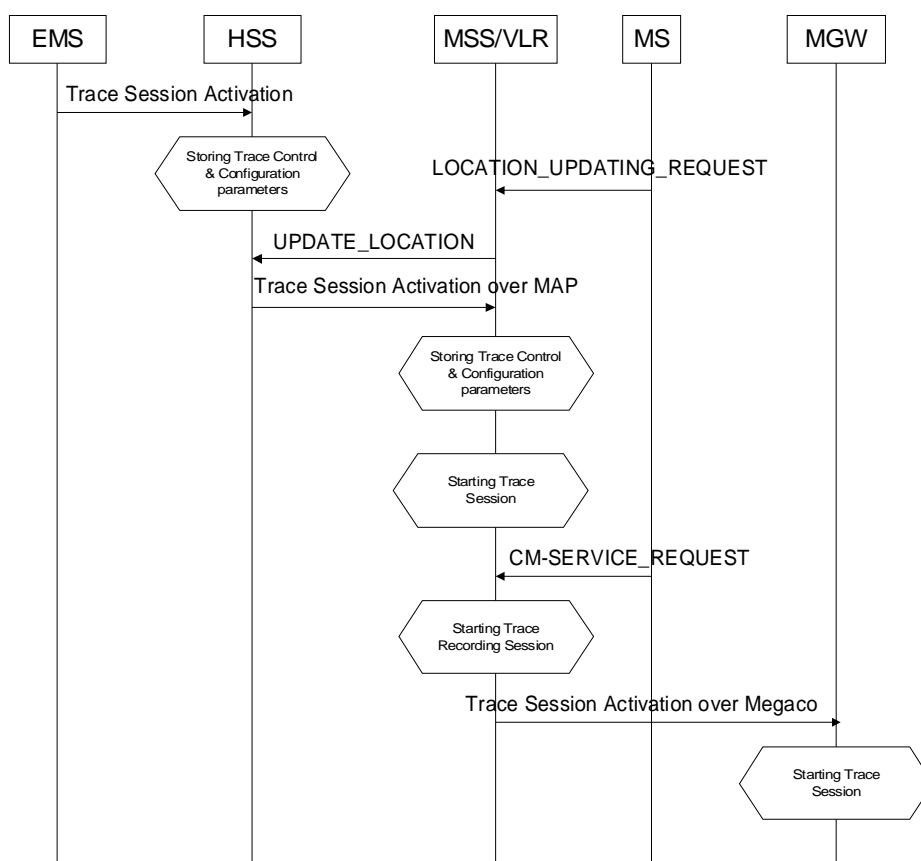 EMS
HSS
MSS/VLR
MS
MGW
Trace Session Activation
Storing Trace Control
& Configuration
parameters
LOCATION_UPDATING_REQUEST
UPDATE_LOCATION
Trace Session Activation over MAP
Storing Trace Control
& Configuration
parameters
Starting Trace
Session
CM-SERVICE_REQUEST
Starting Trace
Recording Session
Trace Session Activation over Megaco
Starting Trace
Session